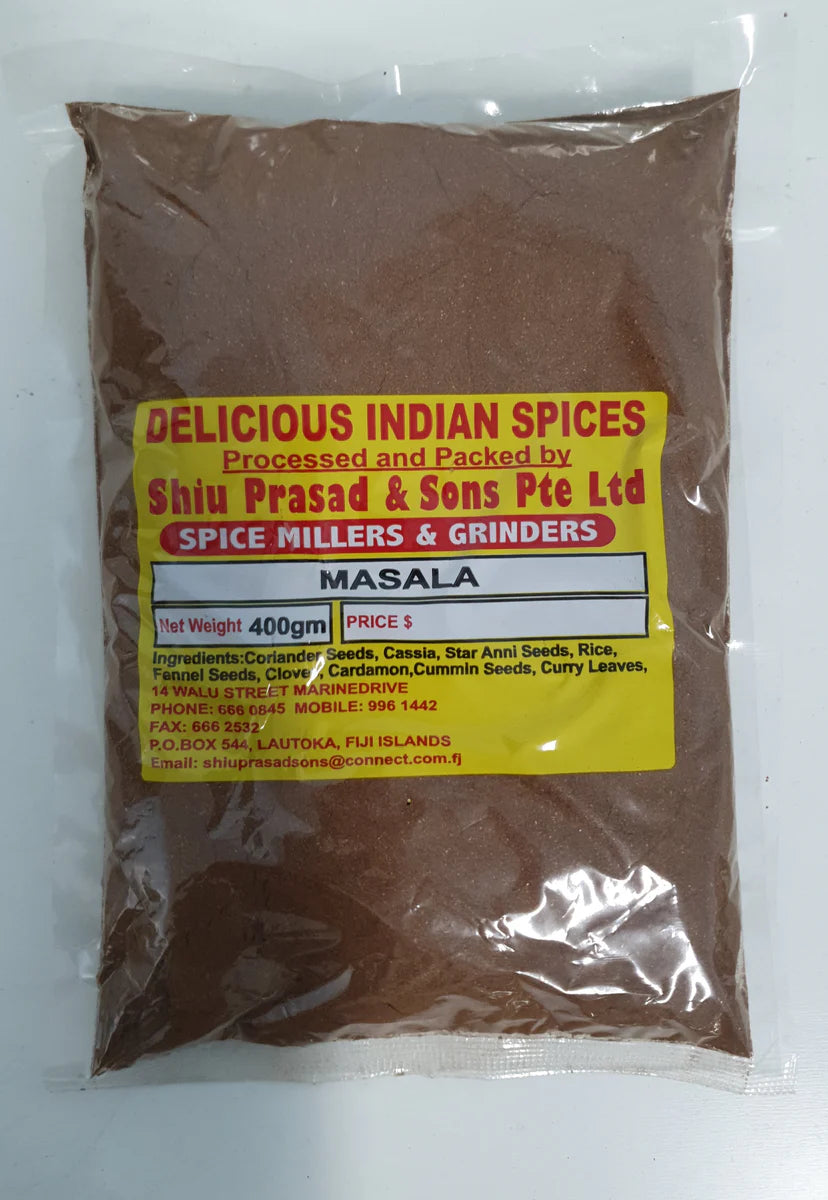 DELICIOUS INDIAN SPICES
Processed and Packed by
Shiu Prasad & Sons Pte Ltd
SPICE MILLERS & GRINDERS
MASALA
Net Weight 400gm PRICE $
Ingredients:Coriander Seeds, Cassia, Star Anni Seeds, Rice,
Fennel Seeds, Clover, Cardamon,Cummin Seeds, Curry Leaves,
14 WALU STREET MARINEDRIVE
PHONE: 666 0845 MOBILE: 996 1442
FAX: 666 2532
P.O.BOX 544, LAUTOKA, FIJI ISLANDS
Email: shiuprasadsons@connect.com.fj